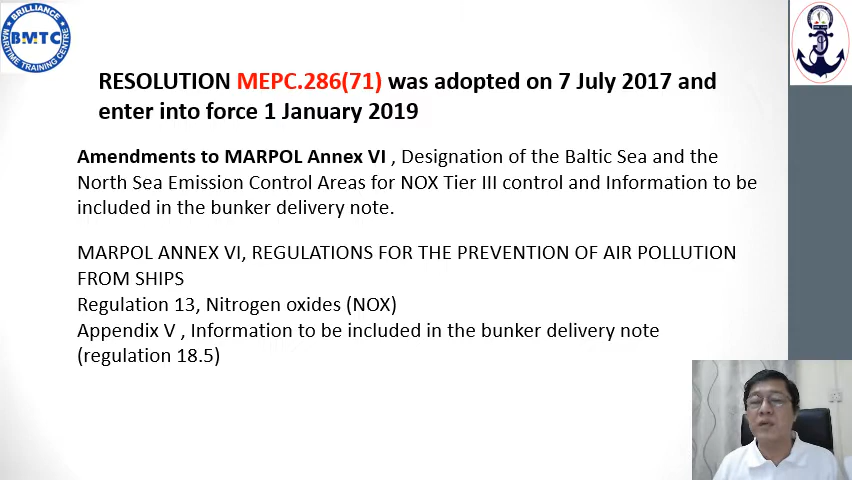 BRILLIANCE
BMTC
MARITIME TRAINING CENTRE
RESOLUTION MEPC.286(71) was adopted on 7 July 2017 and
enter into force 1 January 2019
Amendments to MARPOL Annex VI , Designation of the Baltic Sea and the
North Sea Emission Control Areas for NOX Tier III control and Information to be
included in the bunker delivery note.
MARPOL ANNEX VI, REGULATIONS FOR THE PREVENTION OF AIR POLLUTION
FROM SHIPS
Regulation 13, Nitrogen oxides (NOX)
Appendix V , Information to be included in the bunker delivery note
(regulation 18.5)